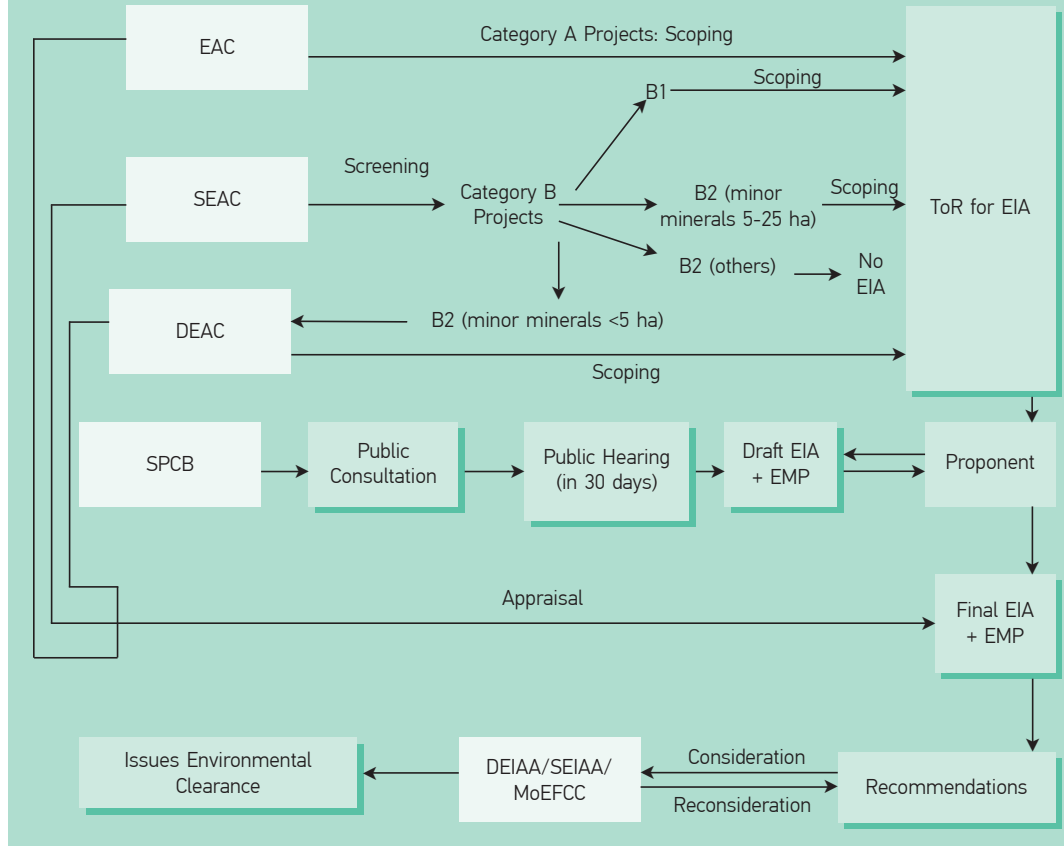 EAC
Category A Projects: Scoping
B1
Scoping
SEAC
Screening
Category B
Projects
B2 (minor
minerals 5-25 ha)
Scoping
ToR for EIA
B2 (others)
No
EIA
DEAC
B2 (minor minerals <5 ha)
Scoping
SPCB
Public
Consultation
Public Hearing
(in 30 days)
Draft EIA
+ EMP
Proponent
Appraisal
Final EIA
+ EMP
Issues Environmental
Clearance
DEIAA/SEIAA/
MoEFCC
Consideration
Reconsideration
Recommendations